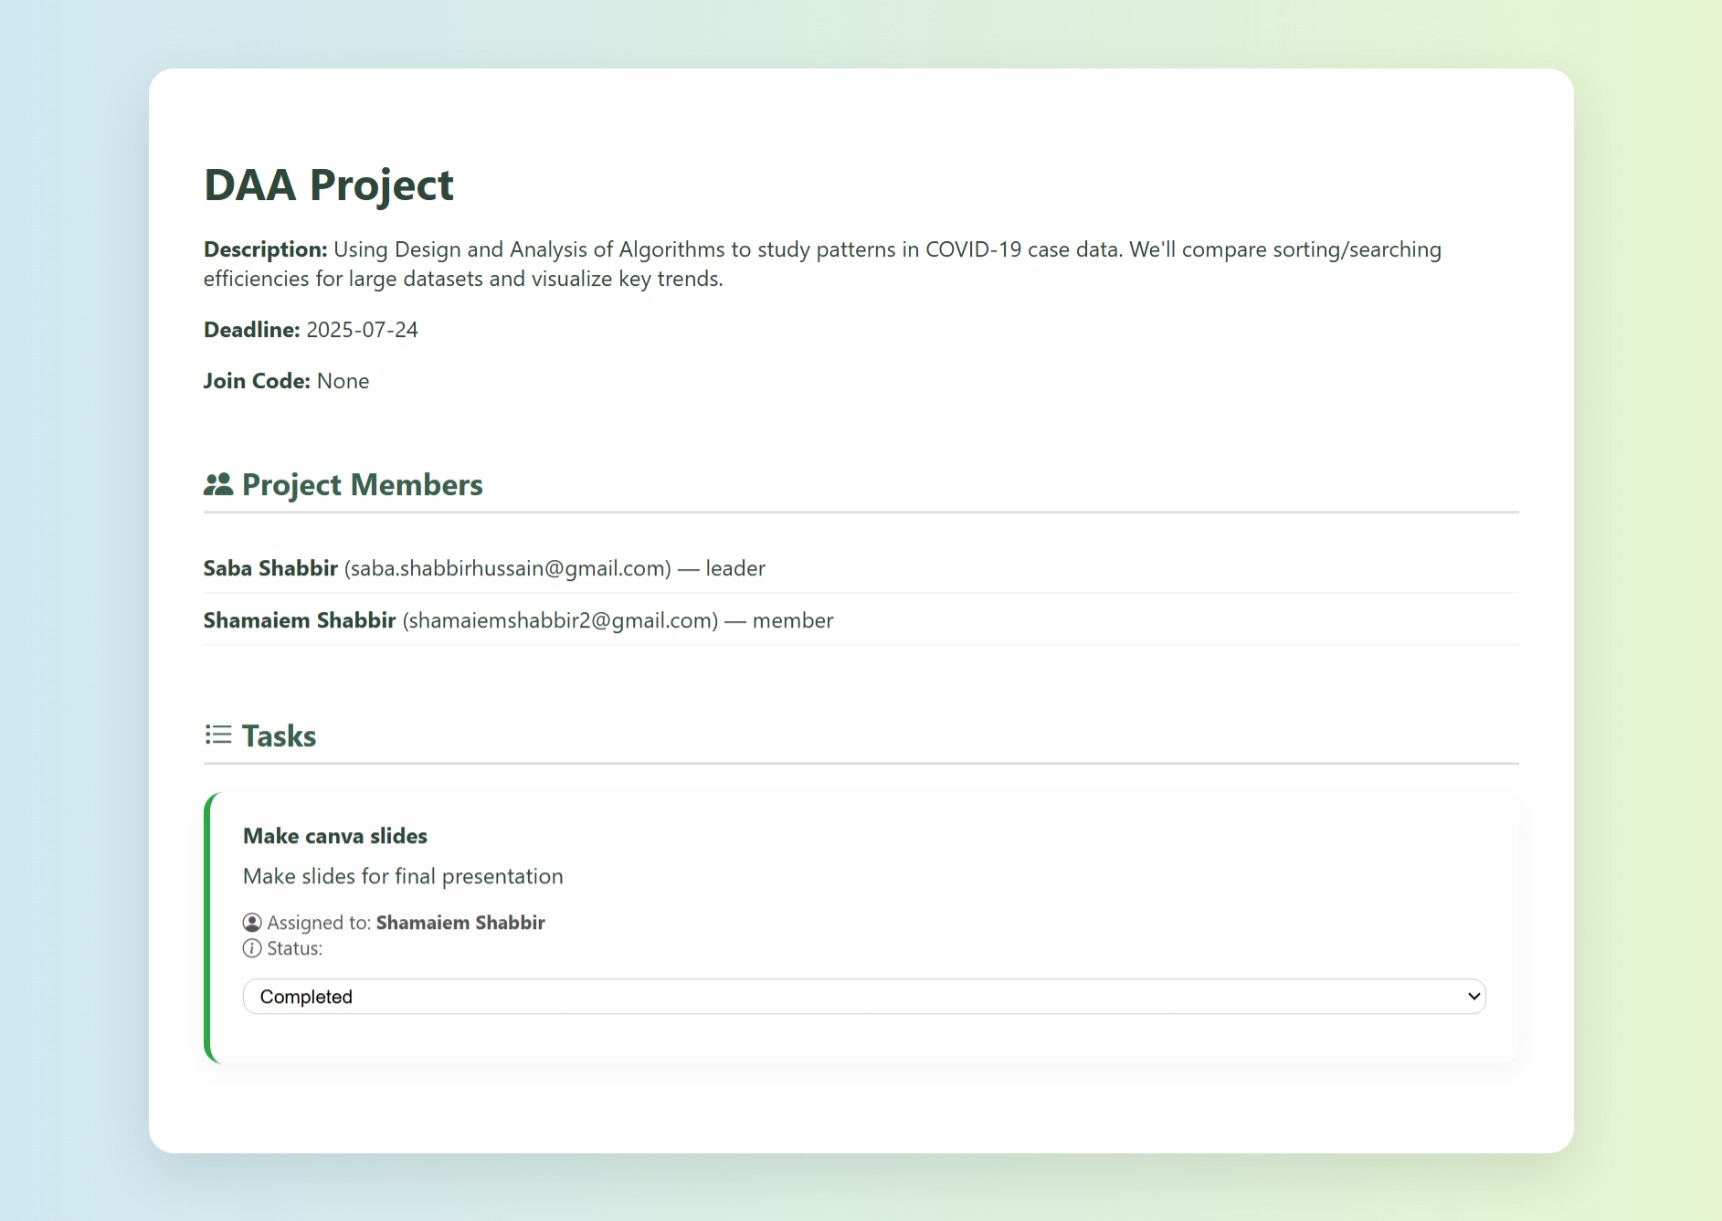 DAA Project
Description: Using Design and Analysis of Algorithms to study patterns in COVID-19 case data. We'll compare sorting/searching
efficiencies for large datasets and visualize key trends.
Deadline: 2025-07-24
Join Code: None
Project Members
Saba Shabbir (saba.shabbirhussain@gmail.com) — leader
Shamaiem Shabbir (shamaiemshabbir2@gmail.com) — member
Tasks
Make canva slides
Make slides for final presentation
Assigned to: Shamaiem Shabbir
Status:
Completed